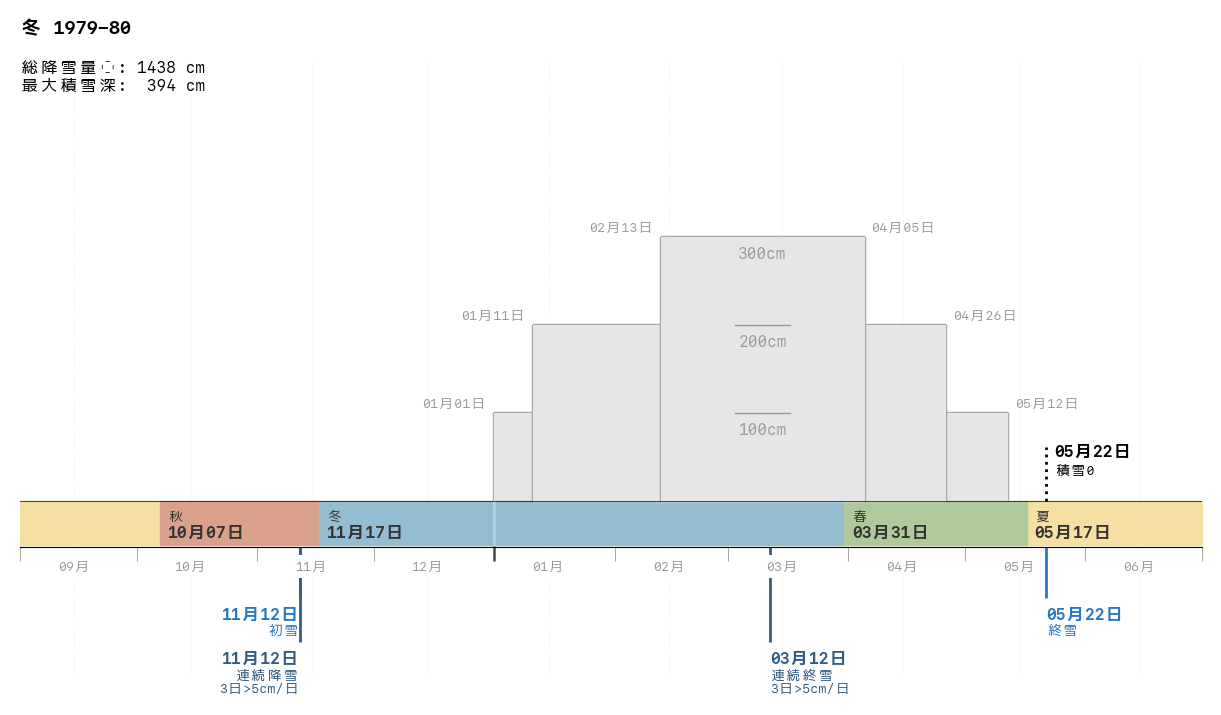 冬 1979–80
総降雪量: 1438 cm
最大積雪深: 394 cm
02月13日
04月05日
300cm
01月11日
04月26日
200cm
01月01日
05月12日
100cm
05月22日
積雪0
秋
10月07日
冬
11月17日
春
03月31日
夏
05月17日
09月
10月
11月
12月
01月
02月
03月
04月
05月
06月
11月12日
初雪
05月22日
終雪
11月12日
連続降雪
3日>5cm/日
03月12日
連続終雪
3日>5cm/日